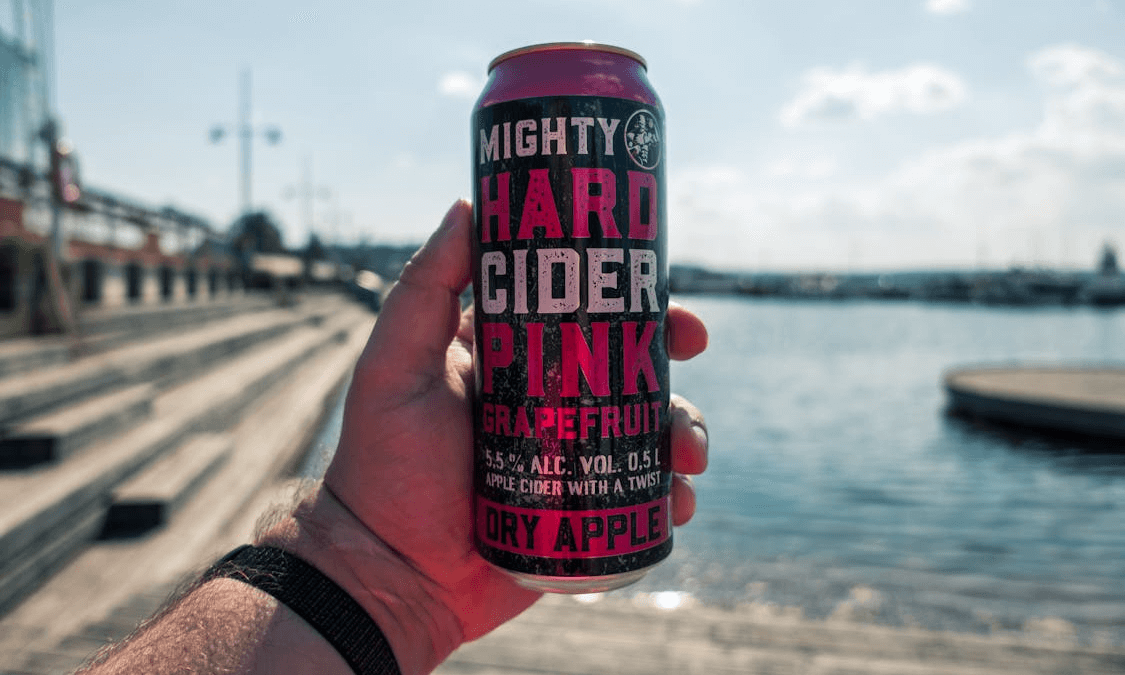 MIGHTY
HARD
CIDER
PINK
GRAPEFRUIT
5.5 % ALC. VOL. 0,5 L
APPLE CIDER WITH A TWIST
DRY APPLE